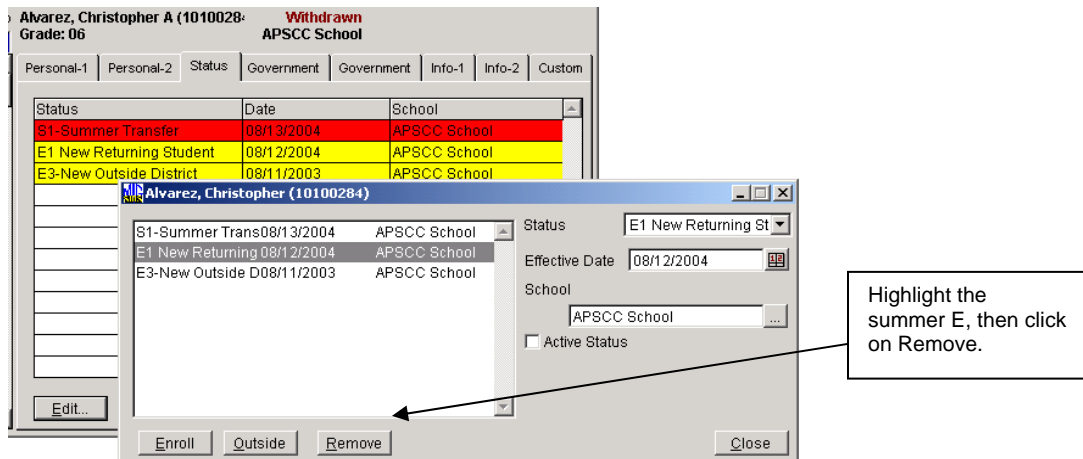 Alvarez, Christopher A (1010028 Withdrawn
Grade: 06 APSCC School
Personal-1 Personal-2 Status Government Government Info-1 Info-2 Custom
Status Date School
S1-Summer Transfer 08/13/2004 APSCC School
E1 New Returning Student 08/12/2004 APSCC School
E3-New Outside District 08/11/2003 APSCC School
Edit...
Alvarez, Christopher (10100284)
S1-Summer Trans08/13/2004 APSCC School
E1 New Returning 08/12/2004 APSCC School
E3-New Outside D08/11/2003 APSCC School
Status E1 New Returning St
Effective Date 08/12/2004
School
APSCC School ...
Active Status
Enroll Outside Remove Close
Highlight the
summer E, then click
on Remove.